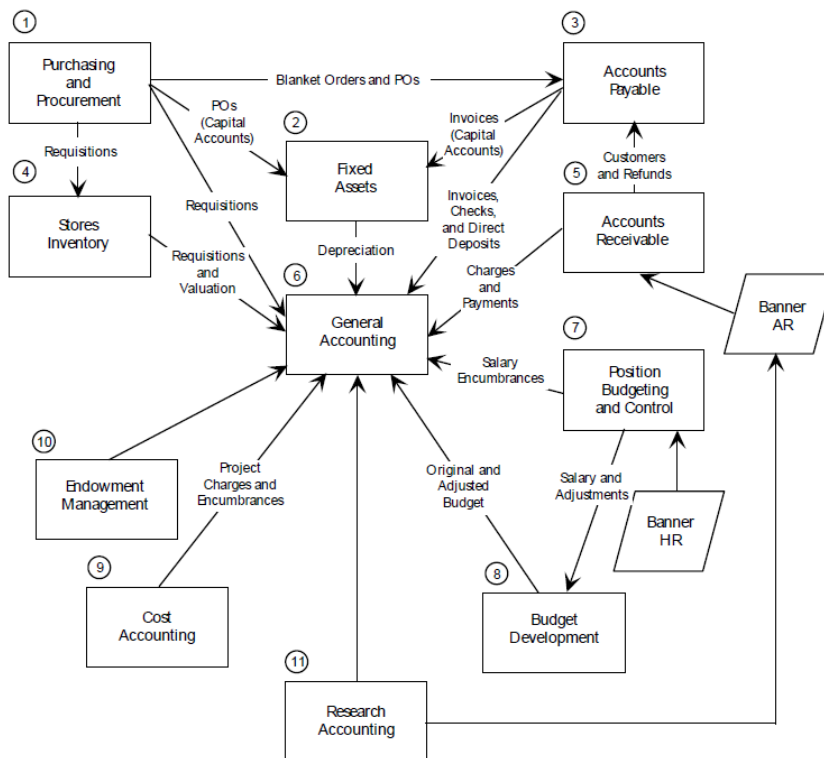 1
Purchasing
and
Procurement
Blanket Orders and POs
3
Accounts
Payable
POs
(Capital
Accounts)
2
Invoices
(Capital
Accounts)
Requisitions
4
Fixed
Assets
Customers
and Refunds
5
Stores
Inventory
Requisitions
Invoices,
Checks,
and Direct
Deposits
Accounts
Receivable
Requisitions
and
Valuation
Depreciation
6
Charges
and
Payments
General
Accounting
Banner
AR
7
Salary
Encumbrances
Position
Budgeting
and Control
10
Endowment
Management
Project
Charges and
Encumbrances
Original and
Adjusted
Budget
Salary and
Adjustments
Banner
HR
9
Cost
Accounting
8
Budget
Development
11
Research
Accounting